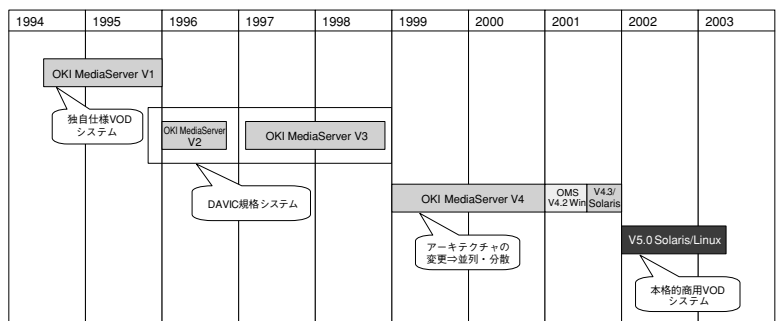 1994 1995 1996 1997 1998 1999 2000 2001 2002 2003
OKI MediaServer V1
独自仕様VOD
システム
OKI MediaServer
V2
OKI MediaServer V3
DAVIC規格システム
OKI MediaServer V4
OMS
V4.2 Win
V4.3/
Solaris
アーキテクチャの
変更⇒並列・分散
V5.0 Solaris/Linux
本格的商用VOD
システム